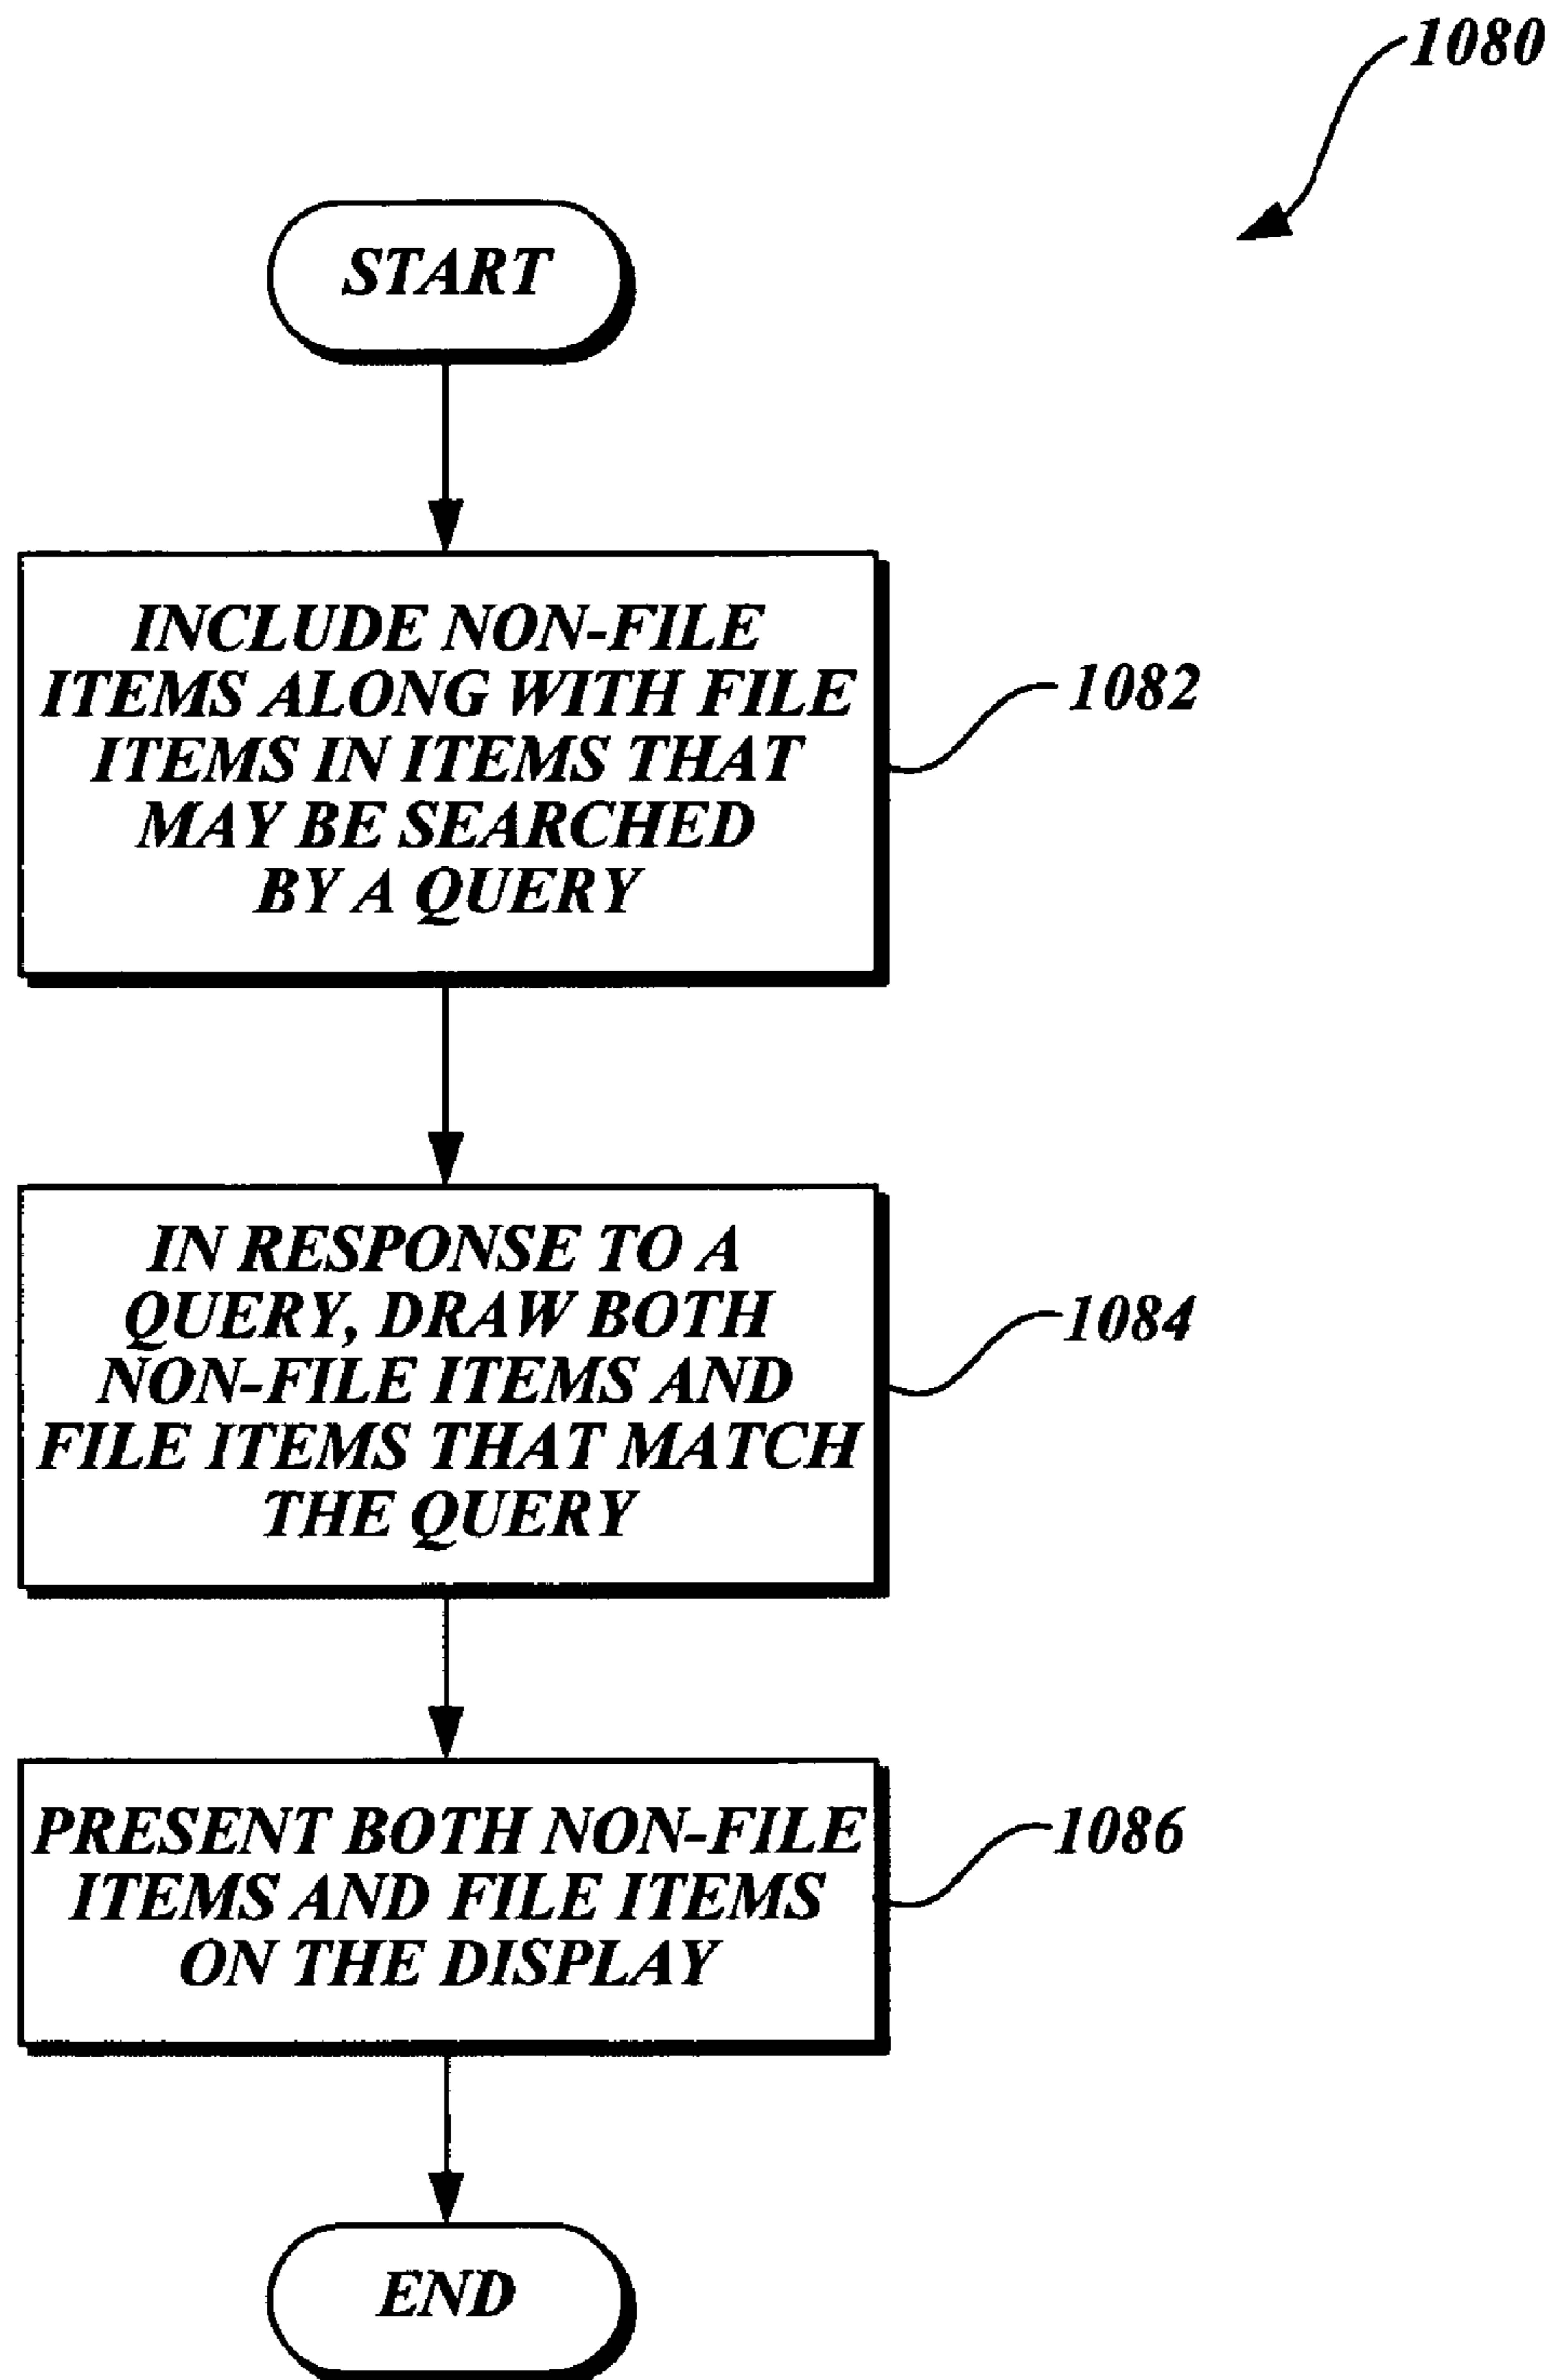 1080
START
INCLUDE NON-FILE
ITEMS ALONG WITH FILE
ITEMS IN ITEMS THAT
MAY BE SEARCHED
BY A QUERY
1082
IN RESPONSE TO A
QUERY, DRAW BOTH
NON-FILE ITEMS AND
FILE ITEMS THAT MATCH
THE QUERY
1084
PRESENT BOTH NON-FILE
ITEMS AND FILE ITEMS
ON THE DISPLAY
1086
END